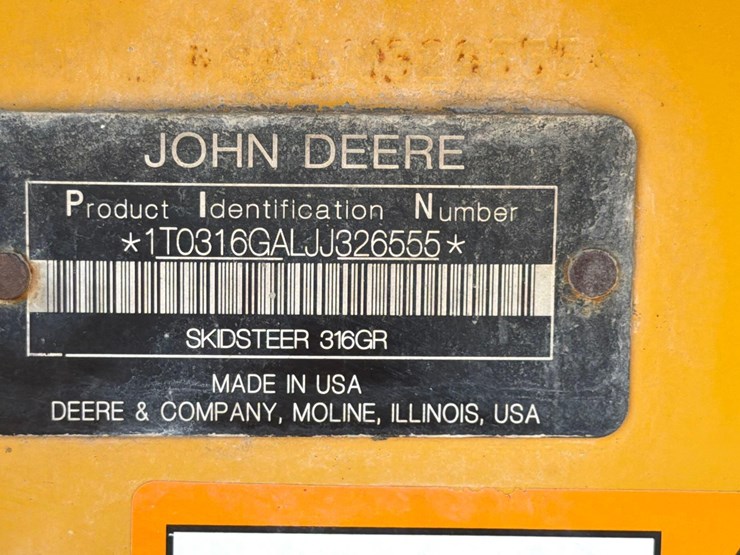 JOHN DEERE
Product Identification Number
*1T0316GALJJ326555*
SKIDSTEER 316GR
MADE IN USA
DEERE & COMPANY, MOLINE, ILLINOIS, USA